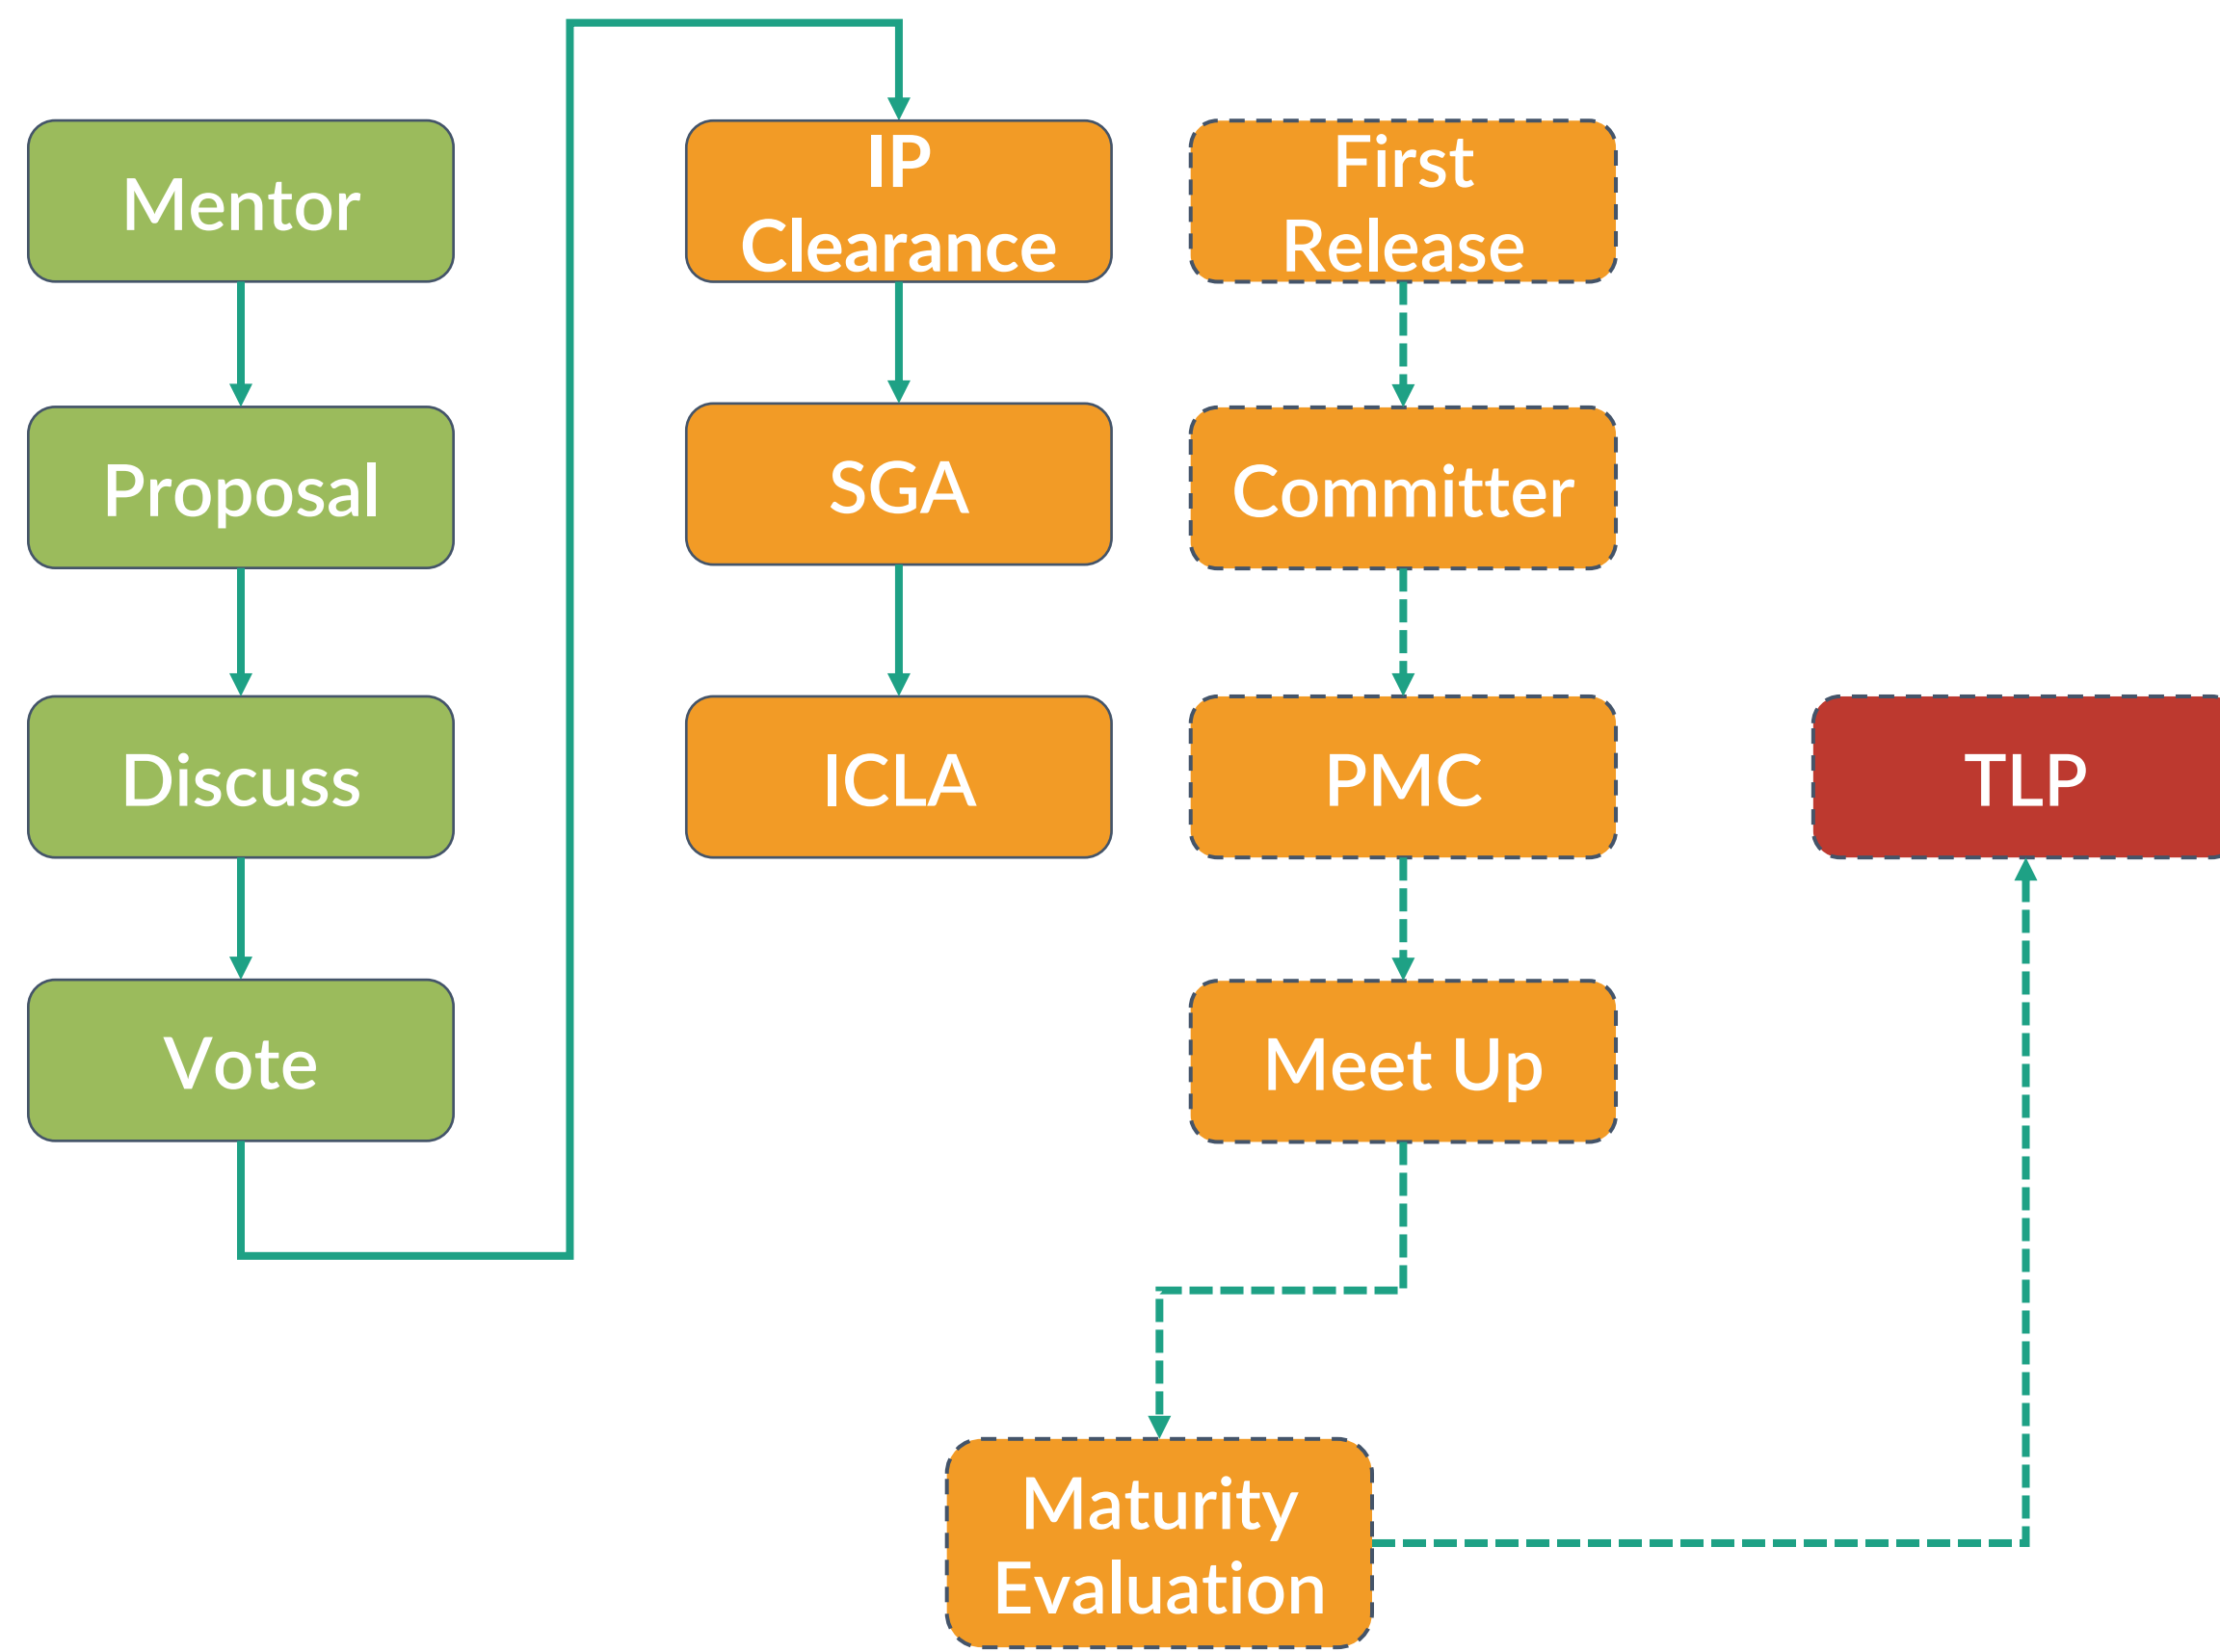 Mentor
Proposal
Discuss
Vote
IP
Clearance
SGA
ICLA
First
Release
Committer
PMC
Meet Up
Maturity
Evaluation
TLP